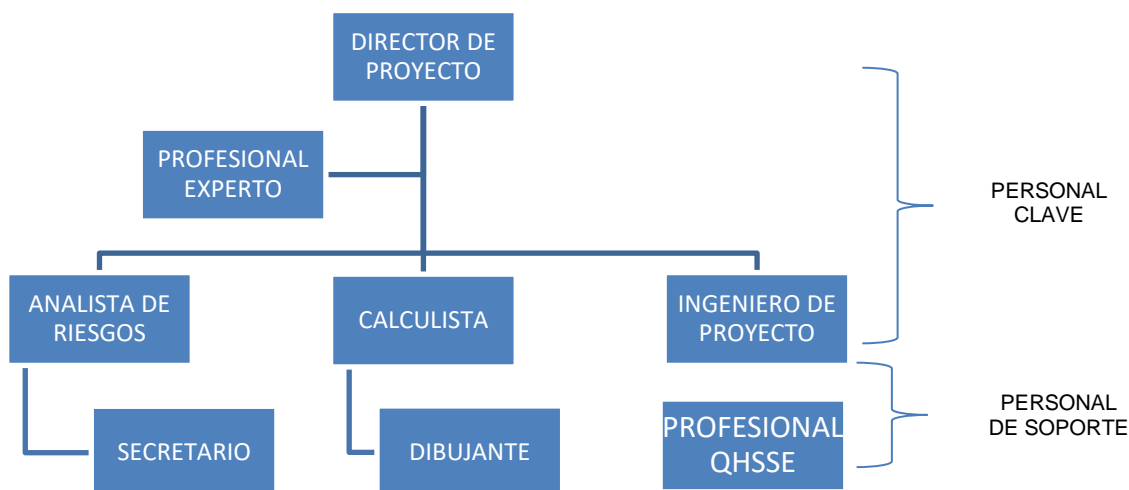 DIRECTOR DE
PROYECTO
PROFESIONAL
EXPERTO
PERSONAL
CLAVE
ANALISTA DE
RIESGOS
CALCULISTA
INGENIERO DE
PROYECTO
SECRETARIO
DIBUJANTE
PROFESIONAL
QHSSE
PERSONAL
DE SOPORTE